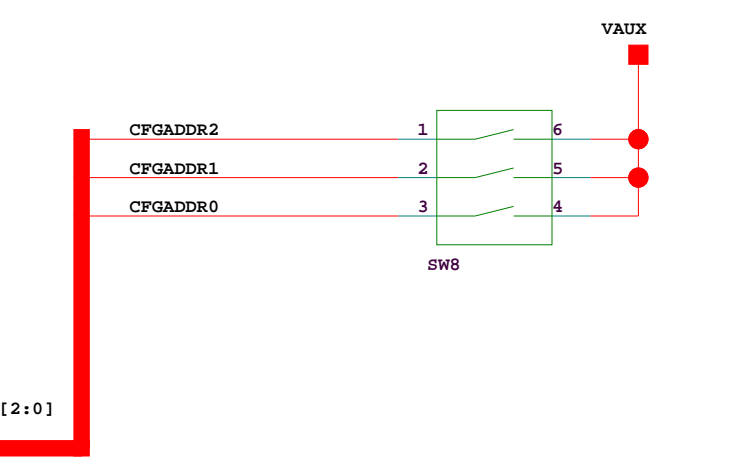 VAUX
CFGADDR2 1 6
CFGADDR1 2 5
CFGADDR0 3 4
SW8
[2:0]